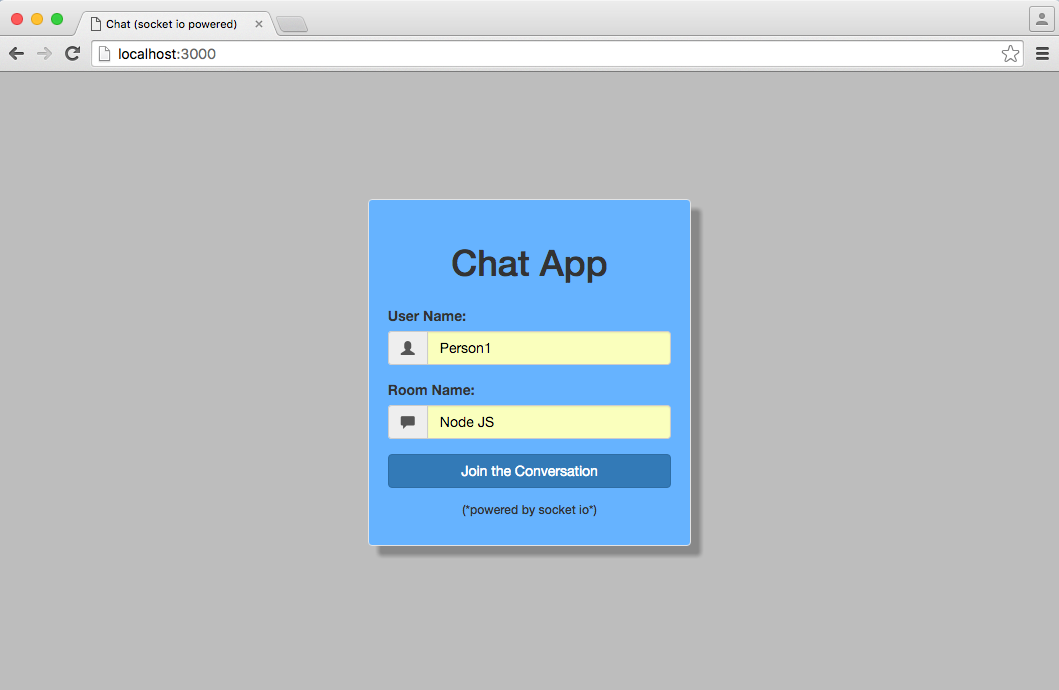 Chat (socket io powered)
localhost:3000
Chat App
User Name:
Person1
Room Name:
Node JS
Join the Conversation
(*powered by socket io*)